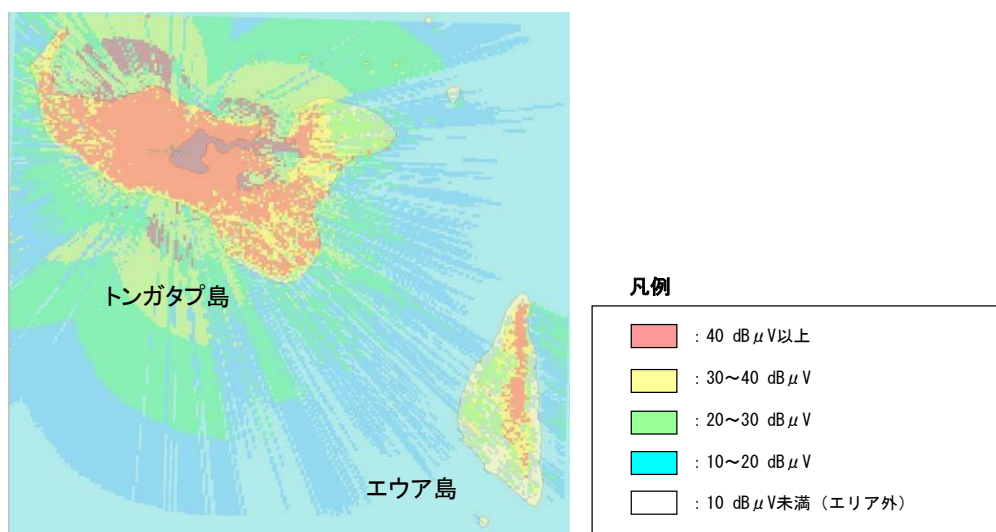 トンガタプ島
エウア島
凡例
: 40 dBμV以上
: 30～40 dBμV
: 20～30 dBμV
: 10～20 dBμV
: 10 dBμV未満 (エリア外)